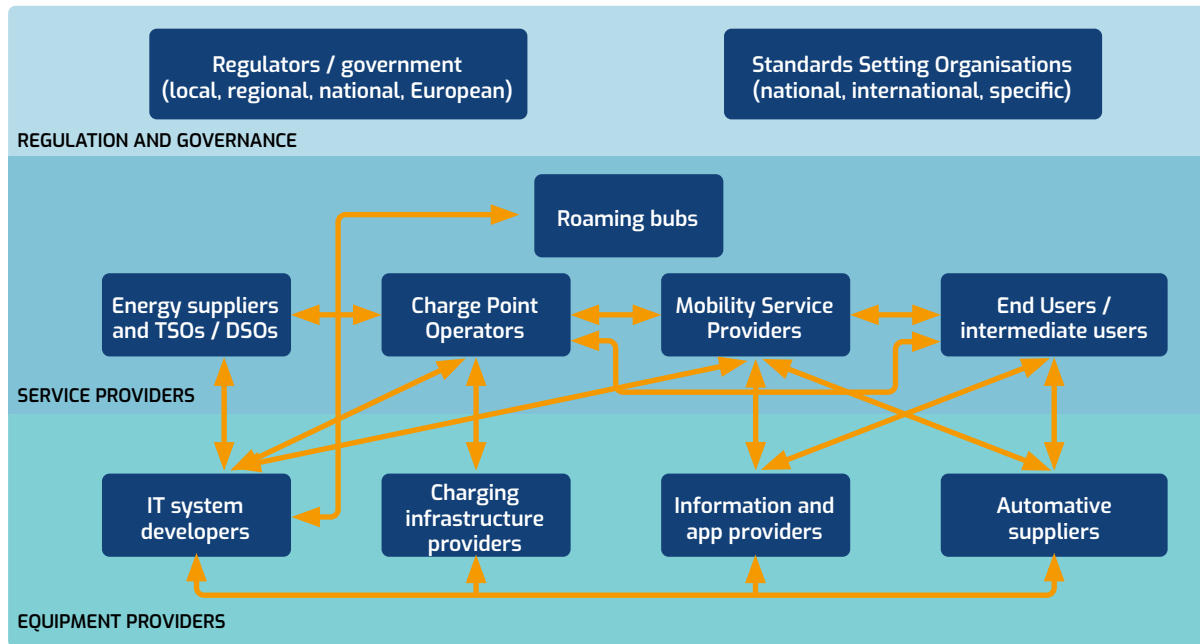 Regulators / government
(local, regional, national, European)
Standards Setting Organisations
(national, international, specific)
REGULATION AND GOVERNANCE
Roaming bubs
Energy suppliers
and TSOs / DSOs
Charge Point
Operators
Mobility Service
Providers
End Users /
intermediate users
SERVICE PROVIDERS
IT system
developers
Charging
infrastructure
providers
Information and
app providers
Automative
suppliers
EQUIPMENT PROVIDERS